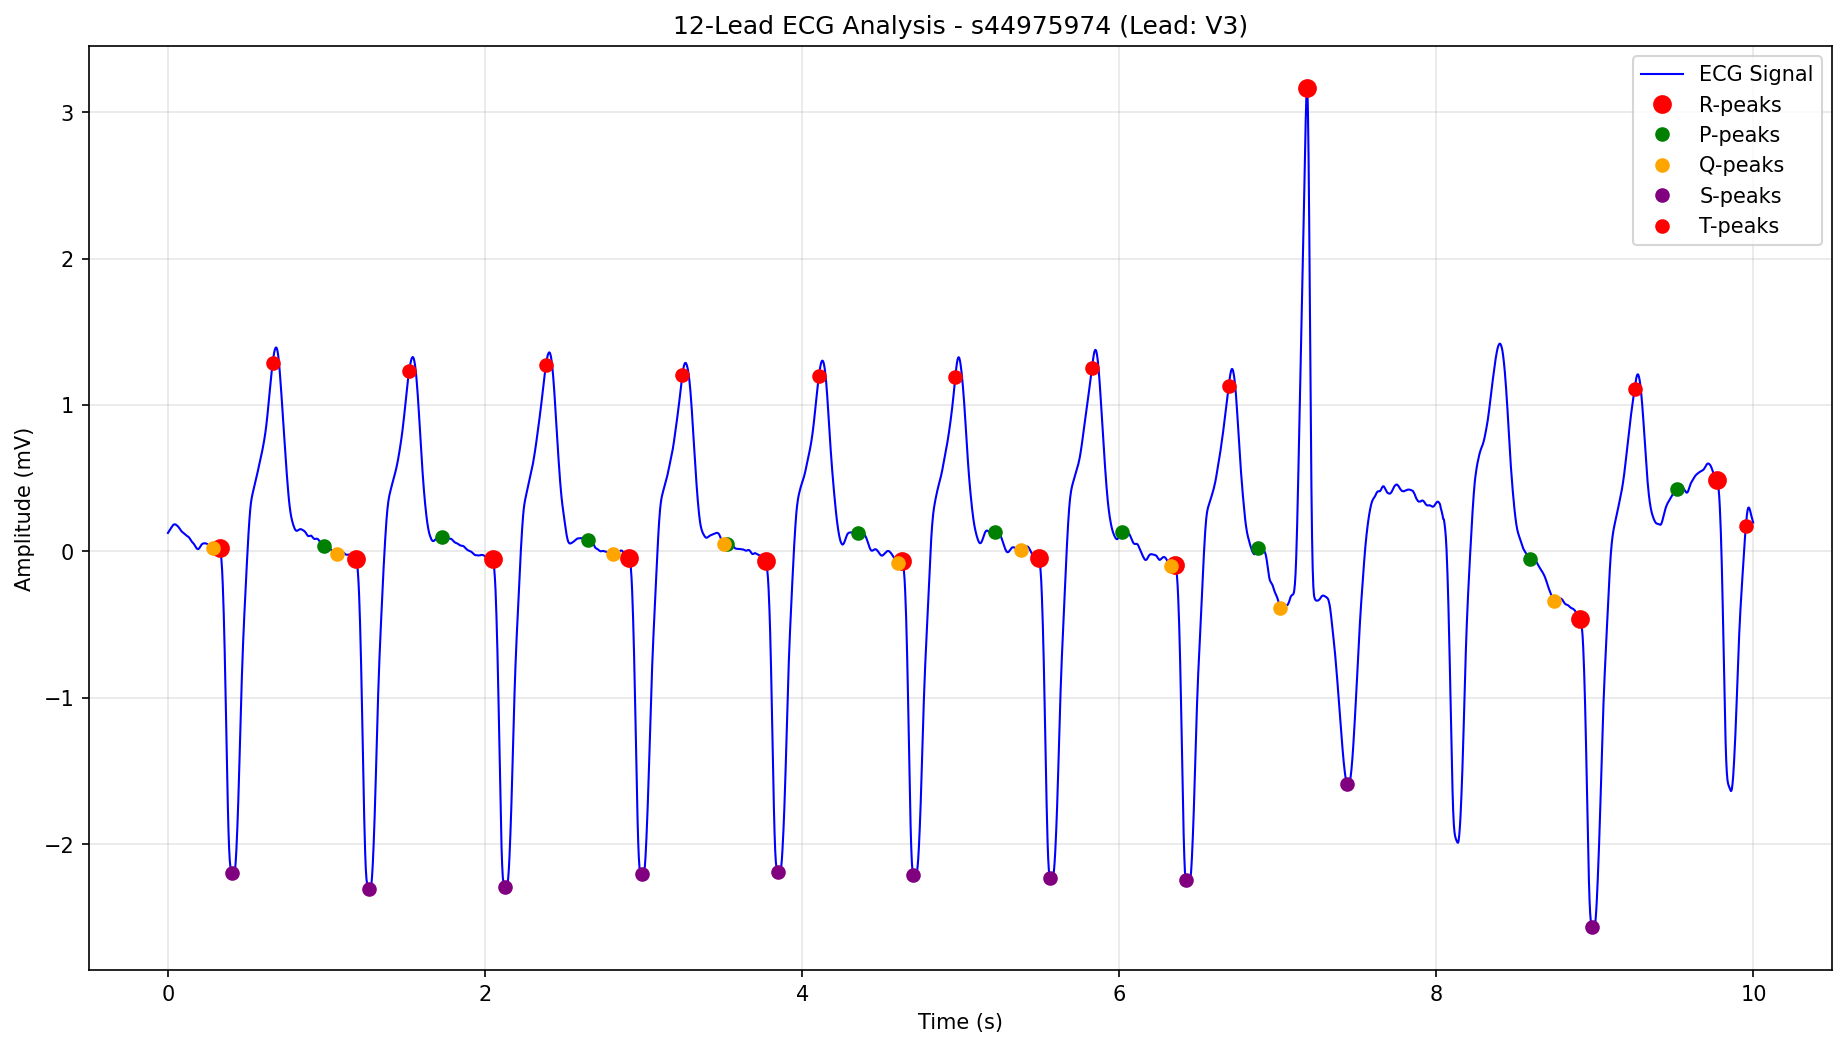 12-Lead ECG Analysis - s44975974 (Lead: V3)
ECG Signal
R-peaks
P-peaks
Q-peaks
S-peaks
T-peaks
Amplitude (mV)
3
2
1
0
−1
−2
0 2 4 6 8 10
Time (s)